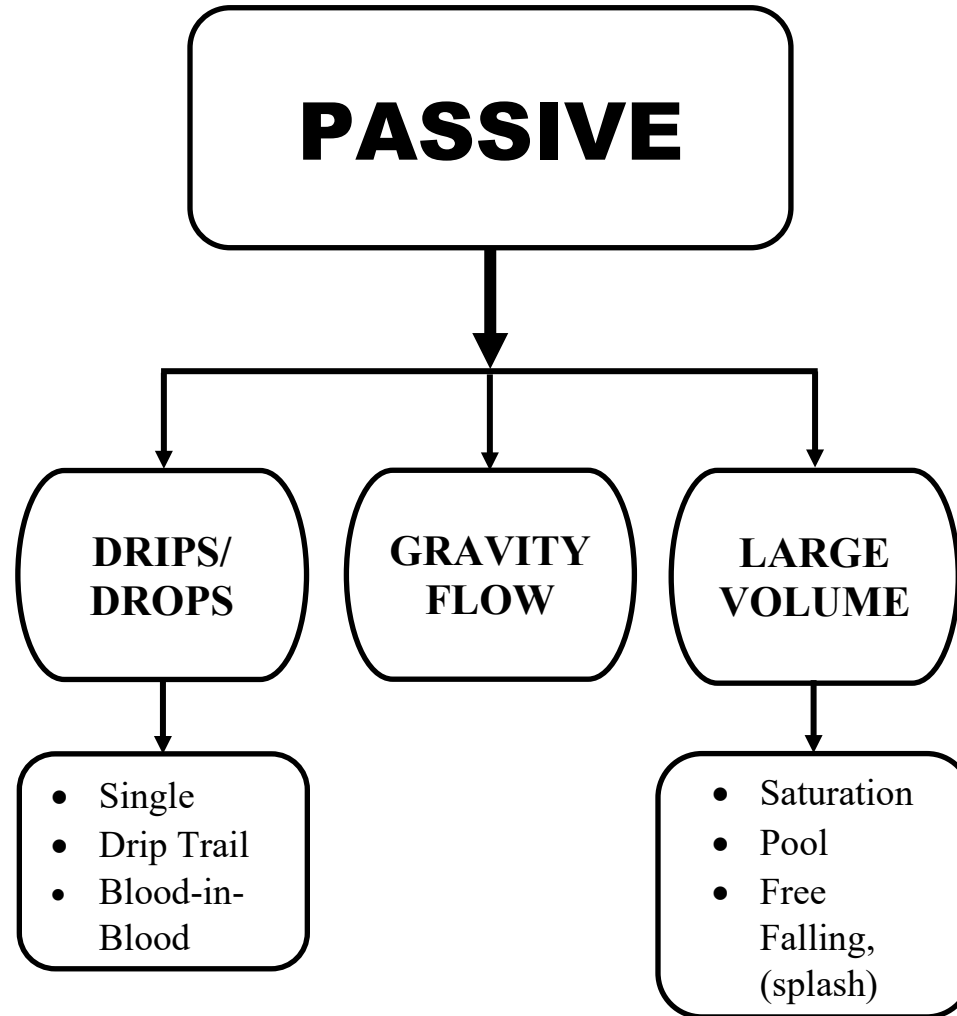 PASSIVE
DRIPS/
DROPS
GRAVITY
FLOW
LARGE
VOLUME
• Single
• Drip Trail
• Blood-in-
Blood
• Saturation
• Pool
• Free
Falling,
(splash)